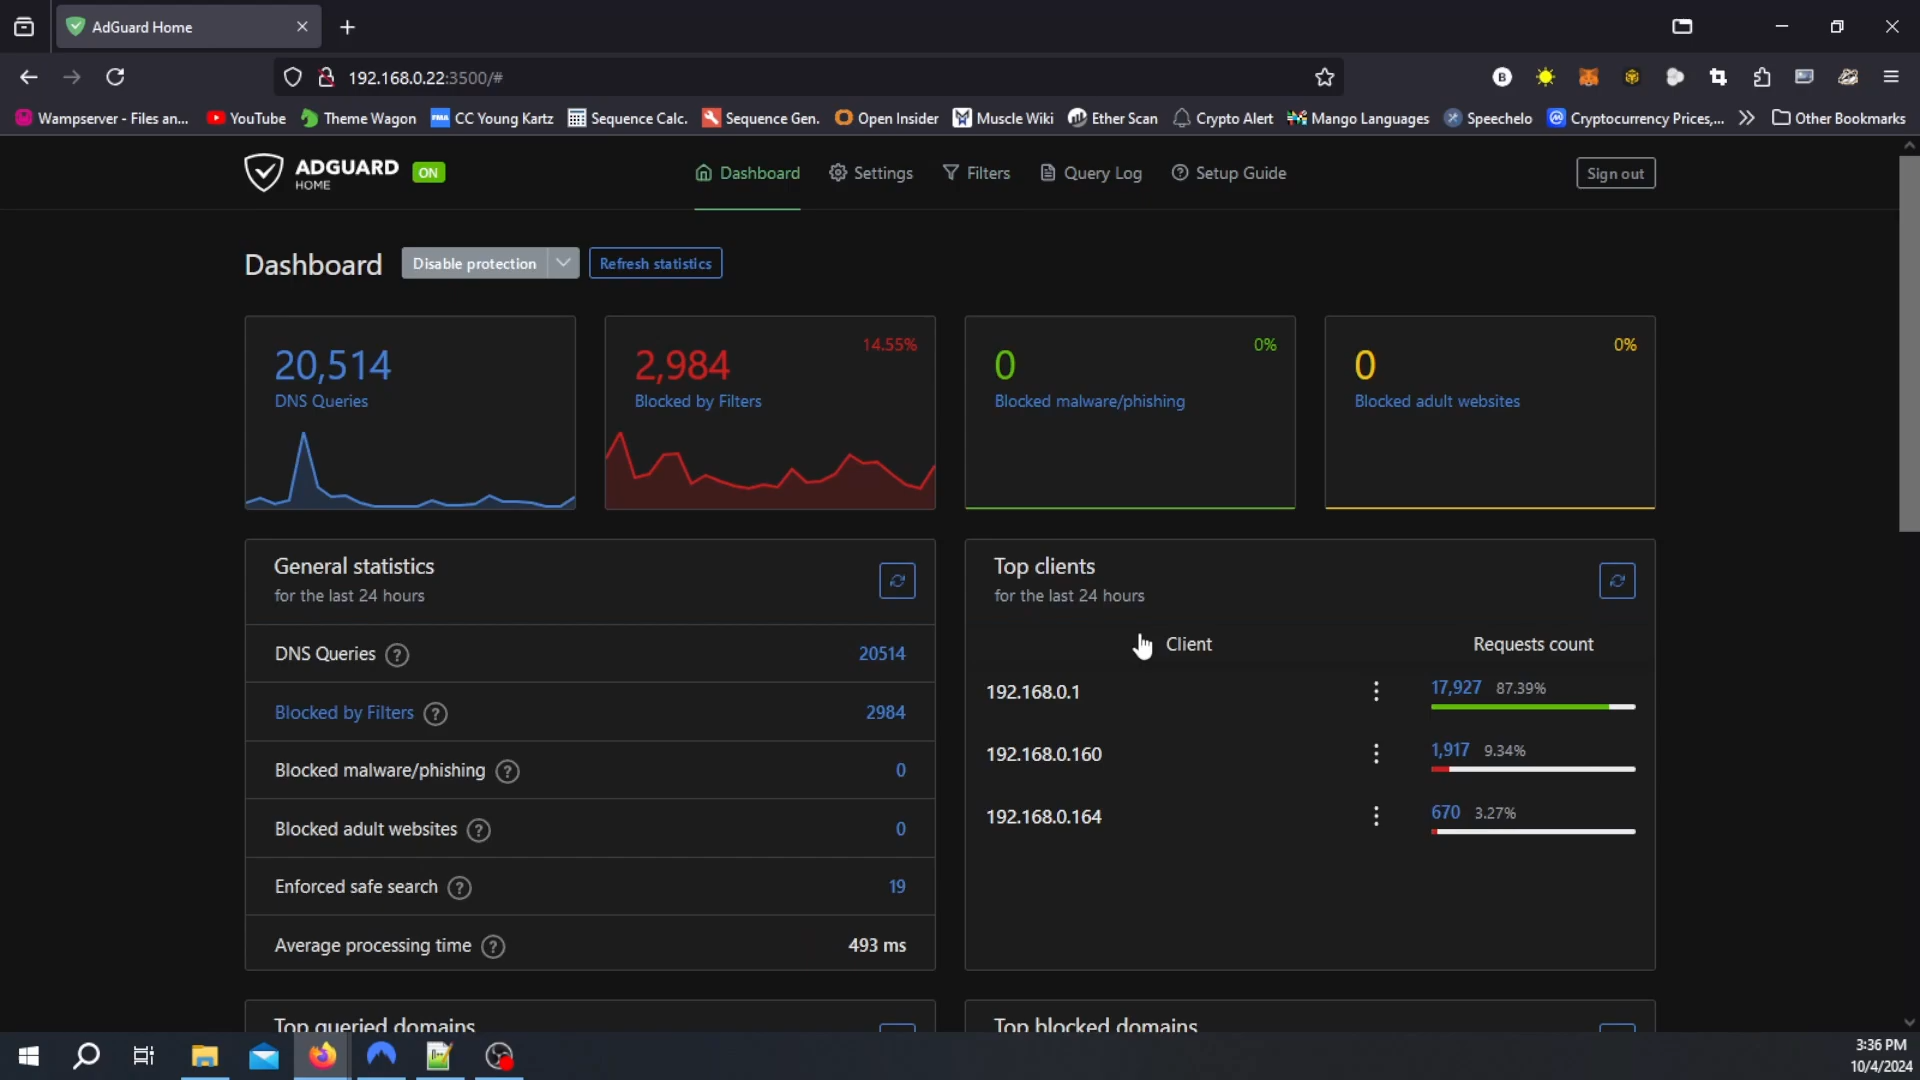 AdGuard Home
192.168.0.22:3500/#
B
Wampserver - Files an... YouTube Theme Wagon CC Young Kartz Sequence Calc. Sequence Gen. Open Insider Muscle Wiki Ether Scan Crypto Alert Mango Languages Speechelo Cryptocurrency Prices,... Other Bookmarks
ADGUARD HOME ON
Dashboard Settings Filters Query Log Setup Guide Sign out
Dashboard Disable protection Refresh statistics
20,514
DNS Queries
2,984 14.55%
Blocked by Filters
0 0%
Blocked malware/phishing
0 0%
Blocked adult websites
General statistics
for the last 24 hours
DNS Queries ? 20514
Blocked by Filters ? 2984
Blocked malware/phishing ? 0
Blocked adult websites ? 0
Enforced safe search ? 19
Average processing time ? 493 ms
Top clients
for the last 24 hours
Client Requests count
192.168.0.1 17,927 87.39%
192.168.0.160 1,917 9.34%
192.168.0.164 670 3.27%
Top queried domains
Top blocked domains
3:36 PM
10/4/2024